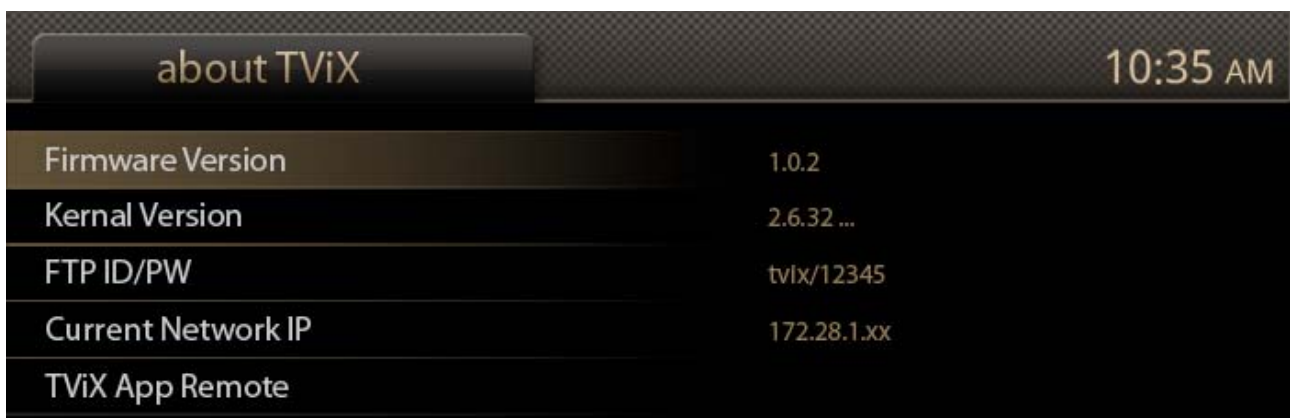 about TViX
10:35 AM
Firmware Version 1.0.2
Kernal Version 2.6.32 ...
FTP ID/PW tvix/12345
Current Network IP 172.28.1.xx
TViX App Remote